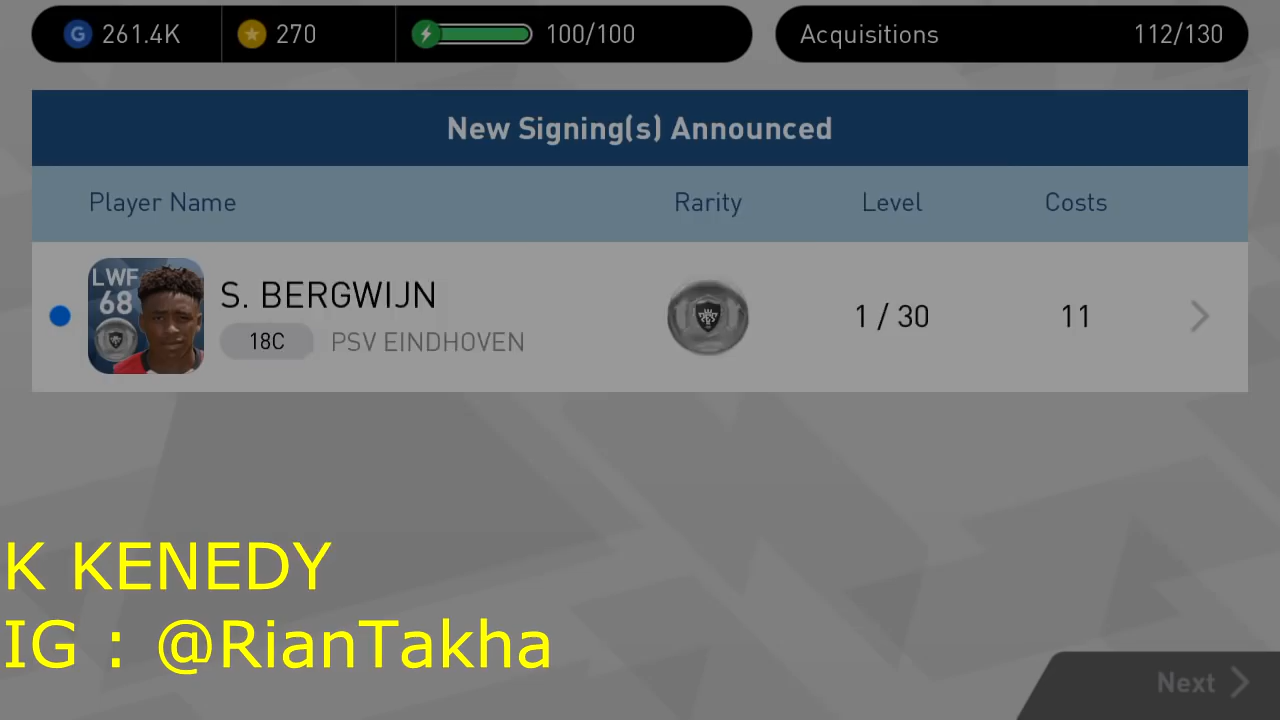 261.4K 270 100/100 Acquisitions 112/130
New Signing(s) Announced
Player Name Rarity Level Costs
LWF
68
S. BERGWIJN
18C PSV EINDHOVEN
1 / 30 11
K KENEDY
IG : @RianTakha
Next